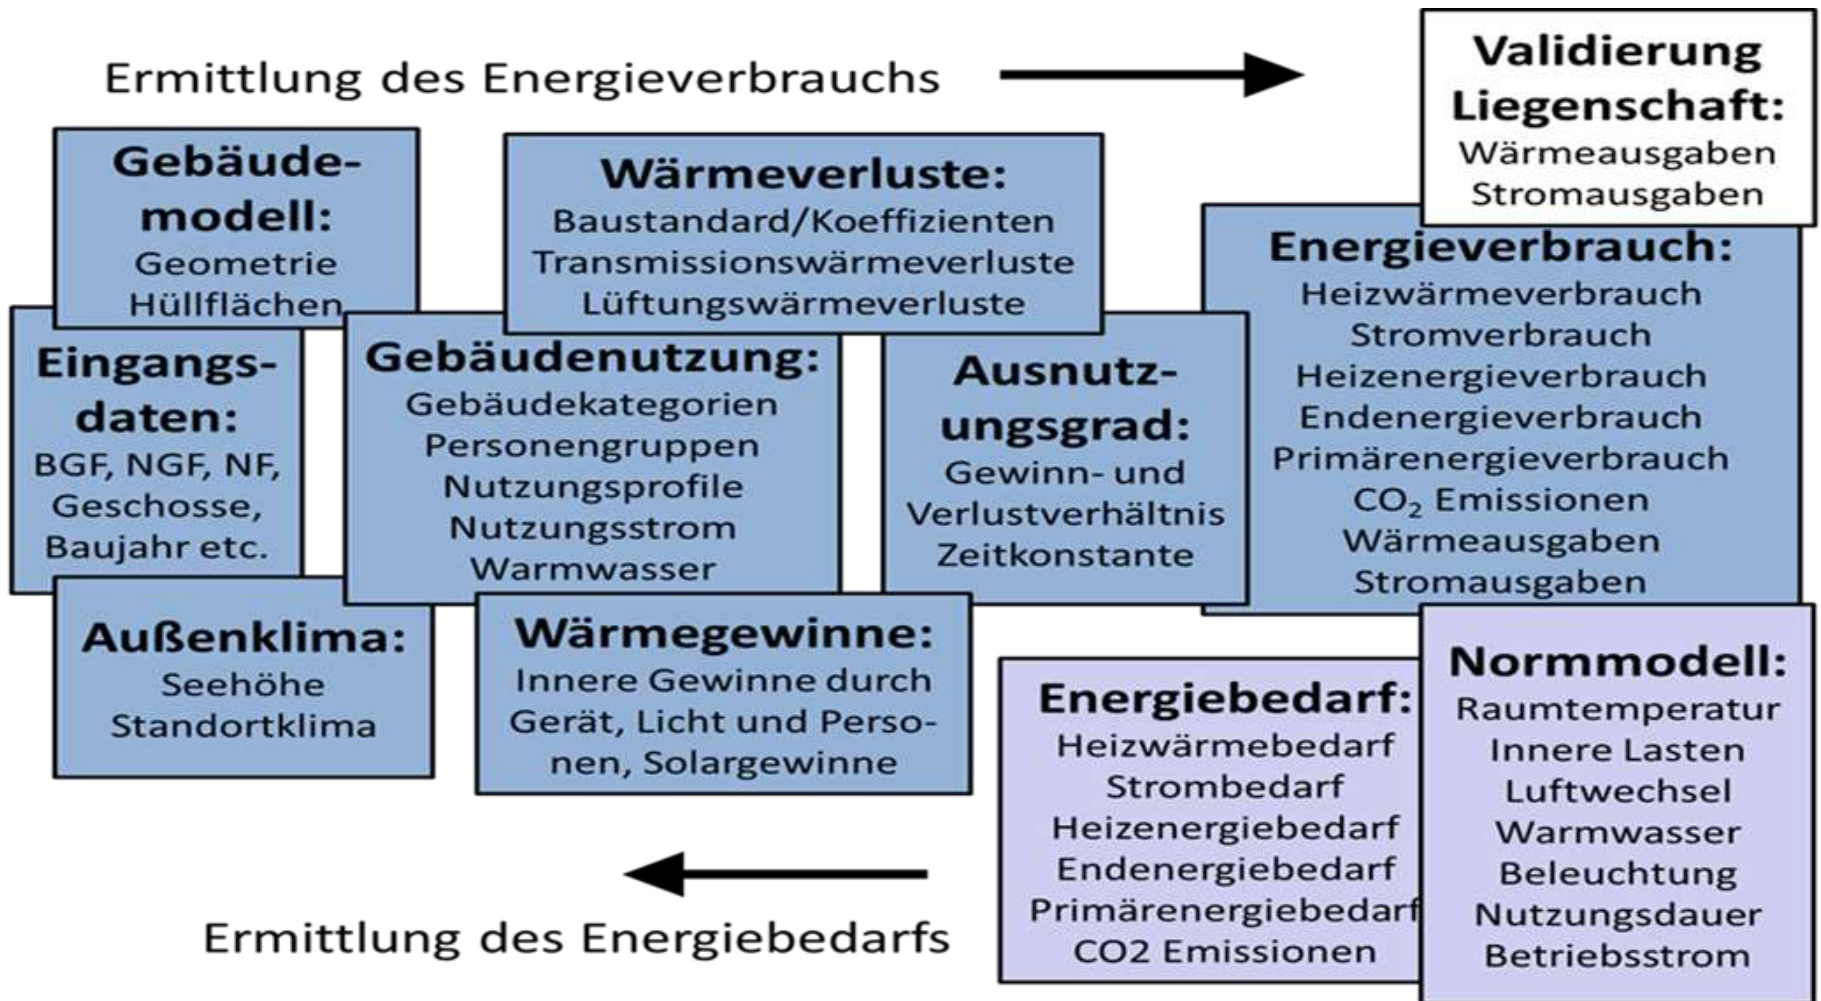 Ermittlung des Energieverbrauchs
Validierung
Liegenschaft:
Wärmeausgaben
Stromausgaben
Gebäude-
modell:
Geometrie
Hüllflächen
Wärmeverluste:
Baustandard/Koeffizienten
Transmissionswärmeverluste
Lüftungswärmeverluste
Energieverbrauch:
Heizwärmeverbrauch
Stromverbrauch
Heizenergieverbrauch
Endenergieverbrauch
Primärenergieverbrauch
CO₂ Emissionen
Wärmeausgaben
Stromausgaben
Eingangs-
daten:
BGF, NGF, NF,
Geschosse,
Baujahr etc.
Gebäudenutzung:
Gebäudekategorien
Personengruppen
Nutzungsprofile
Nutzungsstrom
Warmwasser
Ausnutz-
ungsgrad:
Gewinn- und
Verlustverhältnis
Zeitkonstante
Außenklima:
Seehöhe
Standortklima
Wärmegewinne:
Innere Gewinne durch
Gerät, Licht und Perso-
nen, Solargewinne
Energiebedarf:
Heizwärmebedarf
Strombedarf
Heizenergiebedarf
Endenergiebedarf
Primärenergiebedarf
CO2 Emissionen
Normmodell:
Raumtemperatur
Innere Lasten
Luftwechsel
Warmwasser
Beleuchtung
Nutzungsdauer
Betriebsstrom
Ermittlung des Energiebedarfs